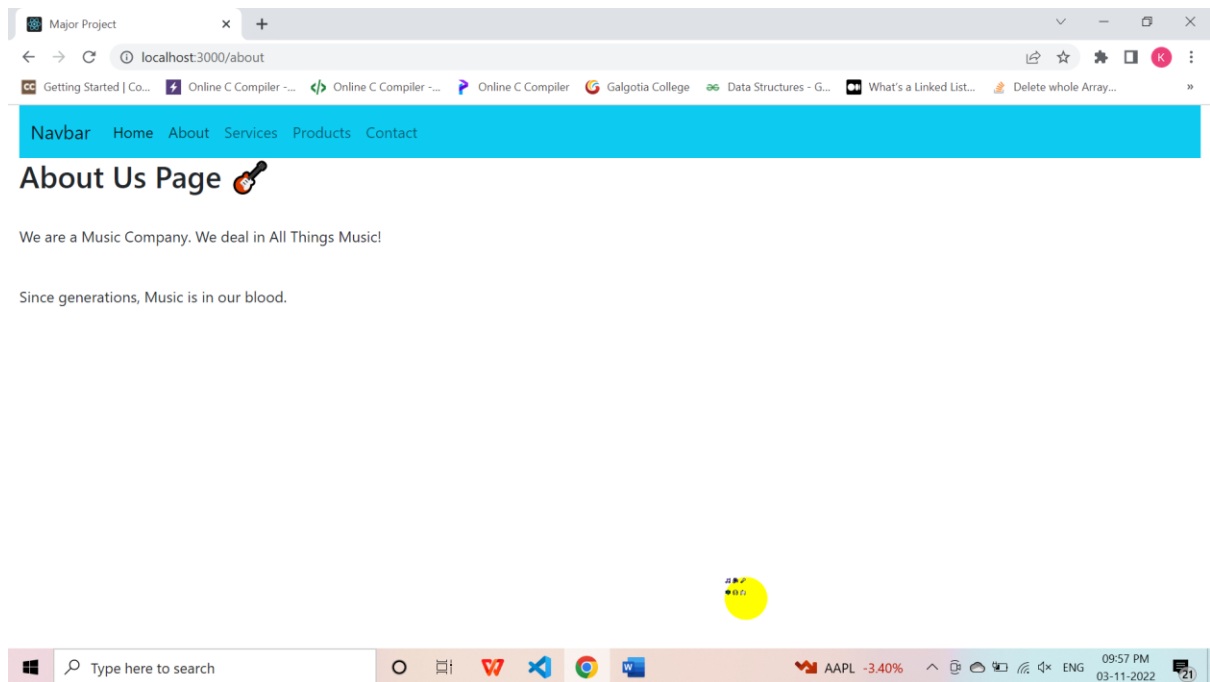 Major Project
localhost:3000/about
K
CC Getting Started | Co... Online C Compiler -... </> Online C Compiler -... Online C Compiler Galgotia College Data Structures - G... What's a Linked List... Delete whole Array... »
Navbar Home About Services Products Contact
About Us Page 🎸
We are a Music Company. We deal in All Things Music!
Since generations, Music is in our blood.
Type here to search
W
AAPL -3.40%
ENG
09:57 PM
03-11-2022
21